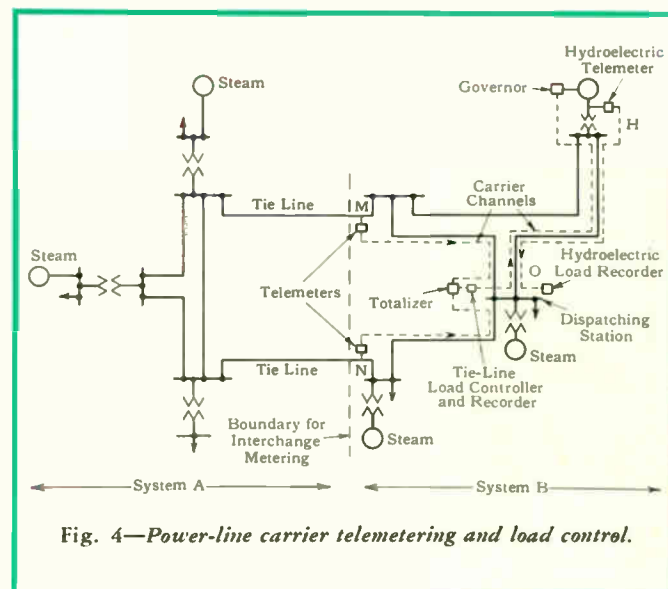 Hydroelectric
Telemeter
Steam
Governor
H
Carrier
Channels
Tie Line
M
Steam
O
Hydroelectric
Load Recorder
Telemeters
Totalizer
Dispatching
Station
Steam
Tie Line
N
Tie-Line
Load Controller
and Recorder
Boundary for
Interchange
Metering
Steam
System A
System B
Fig. 4—Power-line carrier telemetering and load control.